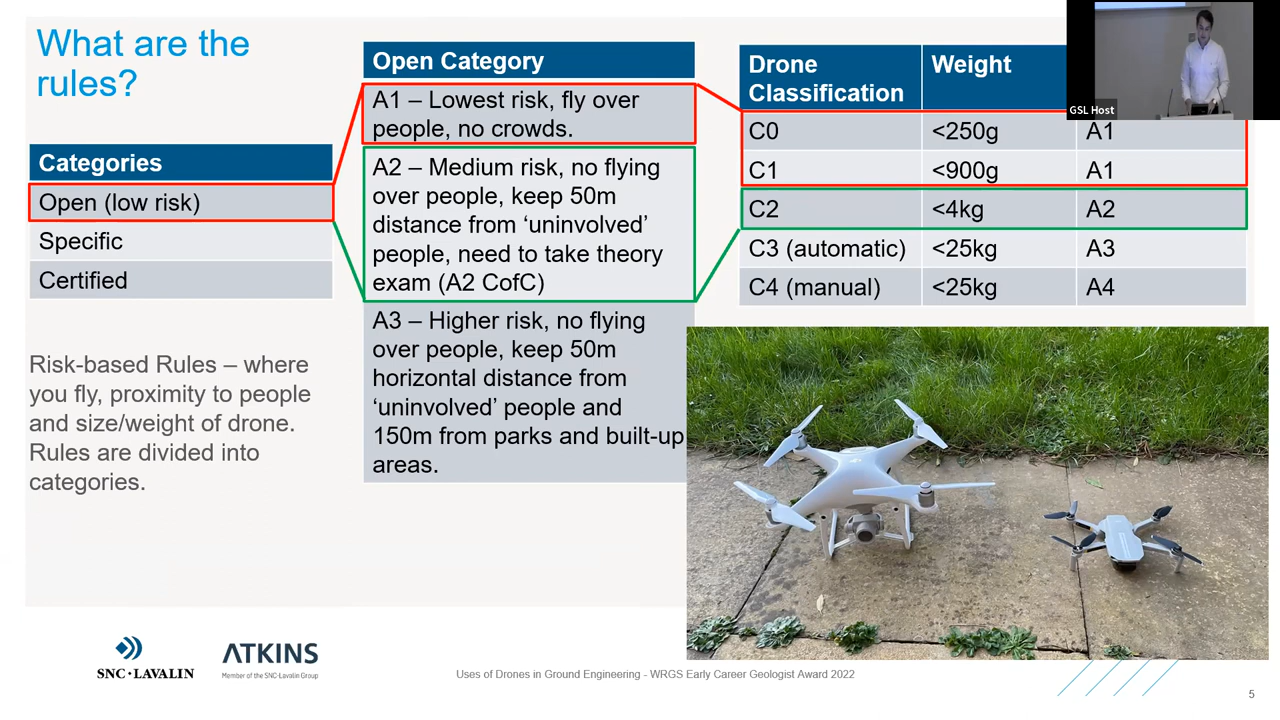 What are the
rules?
Categories
Open (low risk)
Specific
Certified
Risk-based Rules – where
you fly, proximity to people
and size/weight of drone.
Rules are divided into
categories.
Open Category
A1 – Lowest risk, fly over
people, no crowds.
A2 – Medium risk, no flying
over people, keep 50m
distance from ‘uninvolved’
people, need to take theory
exam (A2 CofC)
A3 – Higher risk, no flying
over people, keep 50m
horizontal distance from
‘uninvolved’ people and
150m from parks and built-up
areas.
Drone Weight
Classification
C0 <250g A1
C1 <900g A1
C2 <4kg A2
C3 (automatic) <25kg A3
C4 (manual) <25kg A4
GSL Host
SNC•LAVALIN
ATKINS
Member of the SNC-Lavalin Group
Uses of Drones in Ground Engineering - WRGS Early Career Geologist Award 2022
5